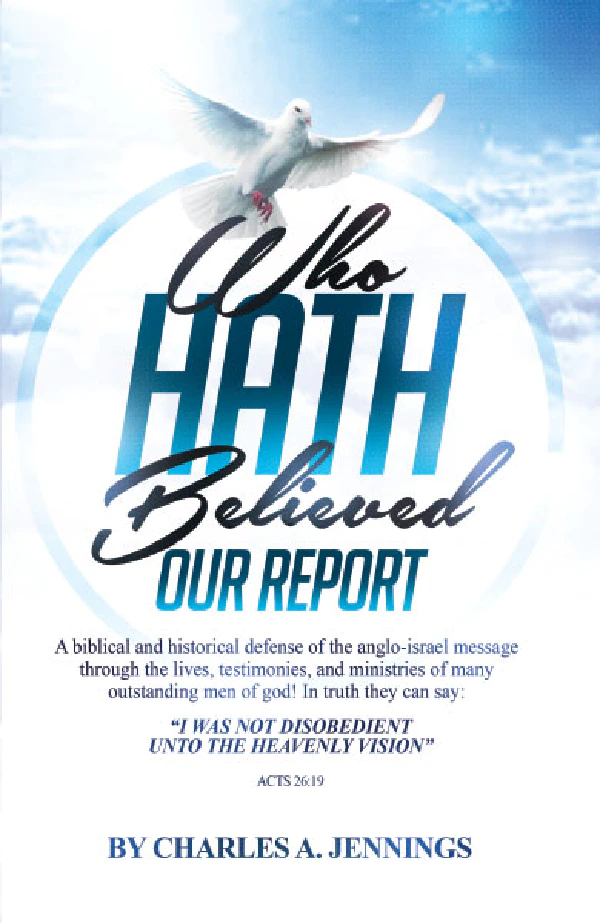 Who
HATH
Believed
OUR REPORT
A biblical and historical defense of the anglo-israel message
through the lives, testimonies, and ministries of many
outstanding men of god! In truth they can say:
“I WAS NOT DISOBEDIENT
UNTO THE HEAVENLY VISION”
ACTS 26:19
BY CHARLES A. JENNINGS